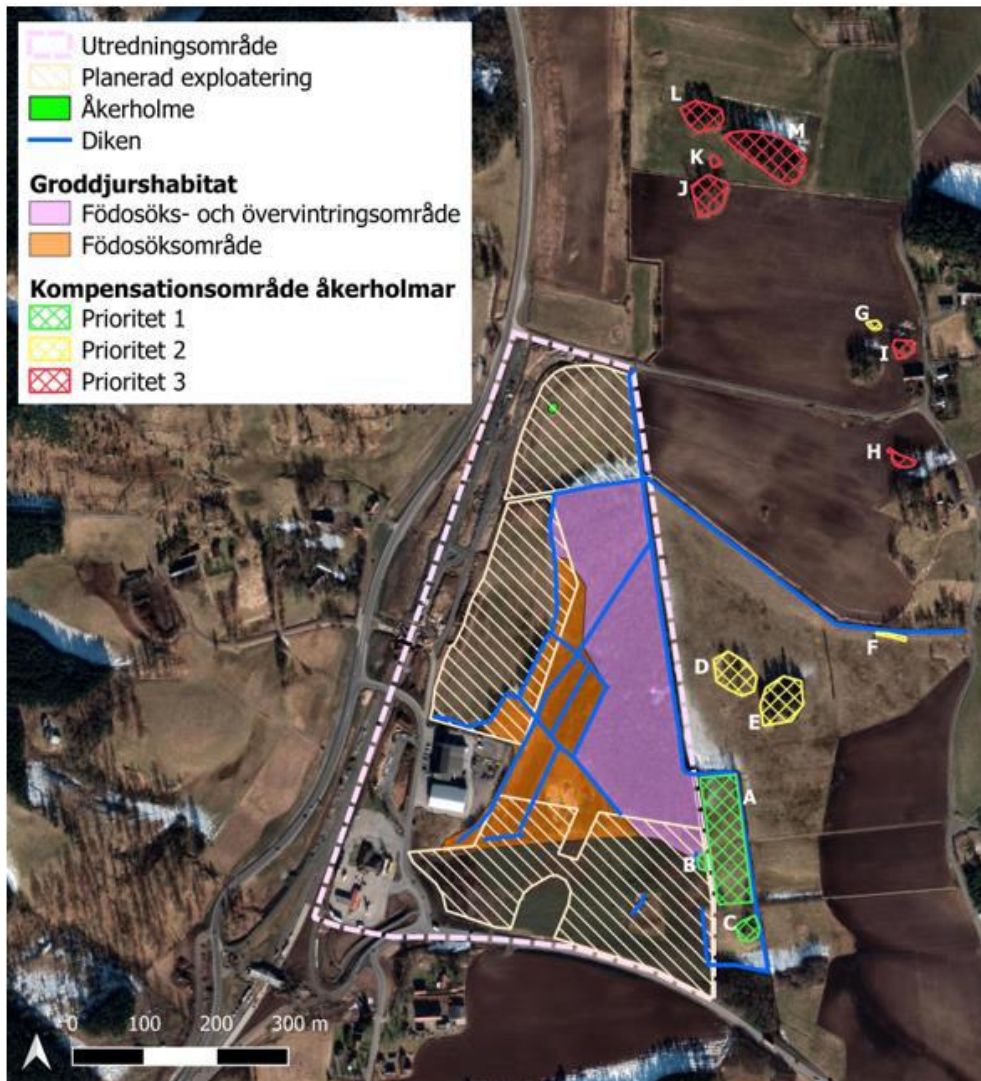 Utredningsområde
Planerad exploatering
Åkerholme
Diken
Groddjurshabitat
Födosöks- och övervintringsområde
Födosöksområde
Kompensationsområde åkerholmar
Prioritet 1
Prioritet 2
Prioritet 3
L
M
K
J
G
I
H
F
D
E
A
B
C
0 100 200 300 m